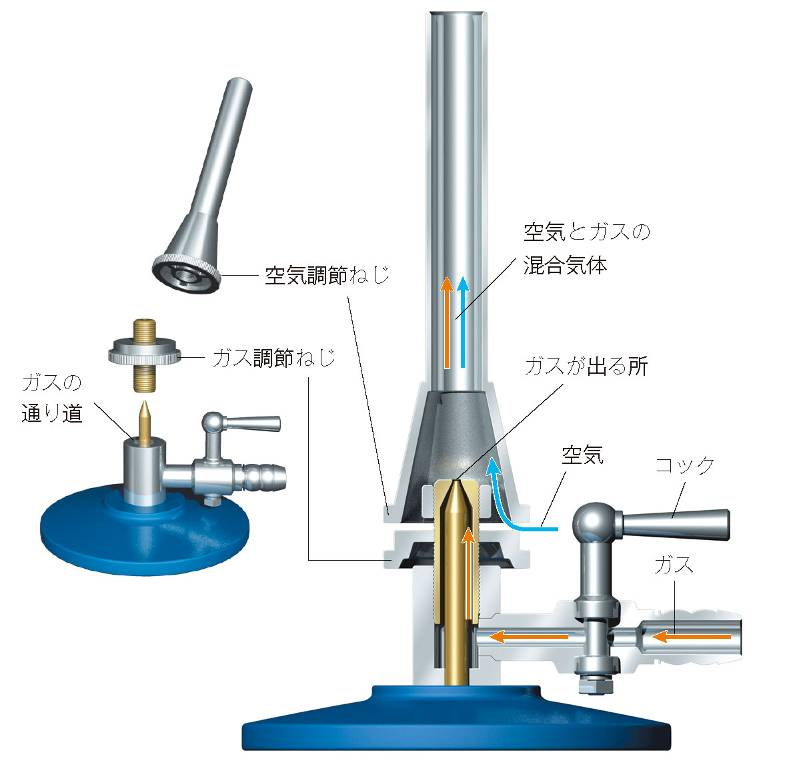 空気調節ねじ
ガス調節ねじ
ガスの
通り道
空気とガスの
混合気体
ガスが出る所
空気
コック
ガス